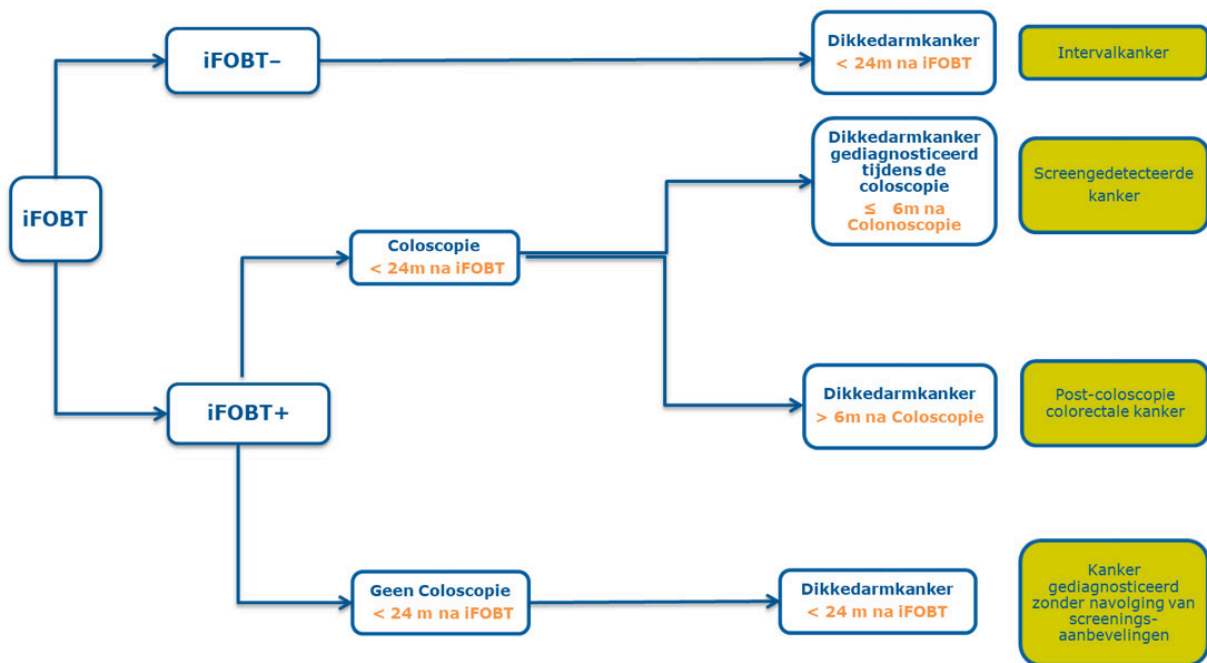 iFOBT
iFOBT–
Dikkedarmkanker
< 24m na iFOBT
Intervalkanker
Coloscopie
< 24m na iFOBT
Dikkedarmkanker
gediagnosticeerd
tijdens de
coloscopie
≤ 6m na
Colonoscopie
Screengedetecteerde
kanker
iFOBT+
Dikkedarmkanker
> 6m na Coloscopie
Post-coloscopie
colorectale kanker
Geen Coloscopie
< 24 m na iFOBT
Dikkedarmkanker
< 24 m na iFOBT
Kanker
gediagnosticeerd
zonder navolging van
screenings-
aanbevelingen